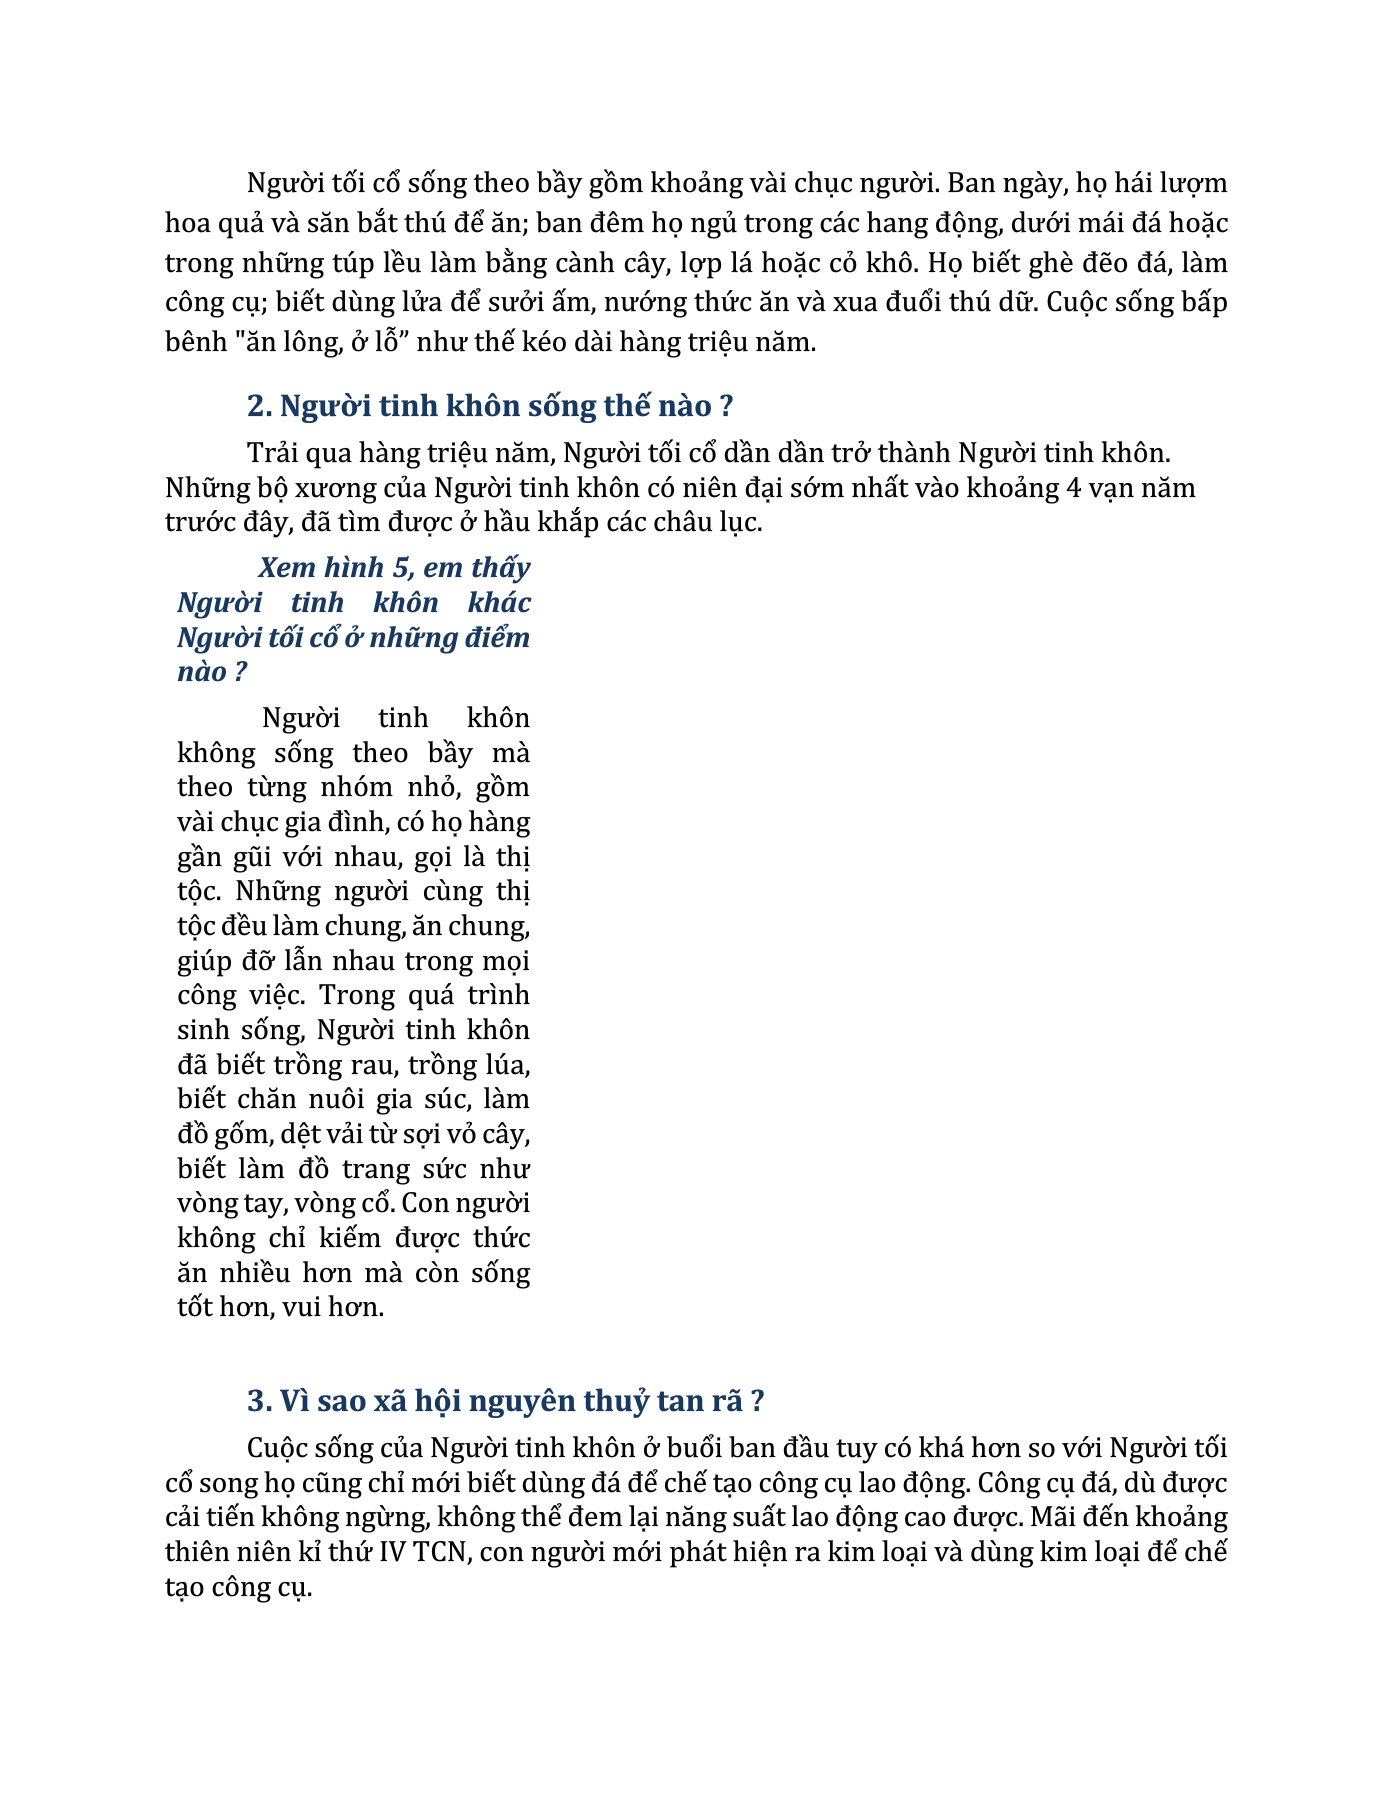 Người tối cổ sống theo bầy gồm khoảng vài chục người. Ban ngày, họ hái lượm
hoa quả và săn bắt thú để ăn; ban đêm họ ngủ trong các hang động, dưới mái đá hoặc
trong những túp lều làm bằng cành cây, lợp lá hoặc cỏ khô. Họ biết ghè đẽo đá, làm
công cụ; biết dùng lửa để sưởi ấm, nướng thức ăn và xua đuổi thú dữ. Cuộc sống bấp
bênh "ăn lông, ở lỗ” như thế kéo dài hàng triệu năm.
2. Người tinh khôn sống thế nào ?
Trải qua hàng triệu năm, Người tối cổ dần dần trở thành Người tinh khôn.
Những bộ xương của Người tinh khôn có niên đại sớm nhất vào khoảng 4 vạn năm
trước đây, đã tìm được ở hầu khắp các châu lục.
Xem hình 5, em thấy
Người tinh khôn khác
Người tối cổ ở những điểm
nào ?
Người tinh khôn
không sống theo bầy mà
theo từng nhóm nhỏ, gồm
vài chục gia đình, có họ hàng
gần gũi với nhau, gọi là thị
tộc. Những người cùng thị
tộc đều làm chung, ăn chung,
giúp đỡ lẫn nhau trong mọi
công việc. Trong quá trình
sinh sống, Người tinh khôn
đã biết trồng rau, trồng lúa,
biết chăn nuôi gia súc, làm
đồ gốm, dệt vải từ sợi vỏ cây,
biết làm đồ trang sức như
vòng tay, vòng cổ. Con người
không chỉ kiếm được thức
ăn nhiều hơn mà còn sống
tốt hơn, vui hơn.
3. Vì sao xã hội nguyên thuỷ tan rã ?
Cuộc sống của Người tinh khôn ở buổi ban đầu tuy có khá hơn so với Người tối
cổ song họ cũng chỉ mới biết dùng đá để chế tạo công cụ lao động. Công cụ đá, dù được
cải tiến không ngừng, không thể đem lại năng suất lao động cao được. Mãi đến khoảng
thiên niên kỉ thứ IV TCN, con người mới phát hiện ra kim loại và dùng kim loại để chế
tạo công cụ.